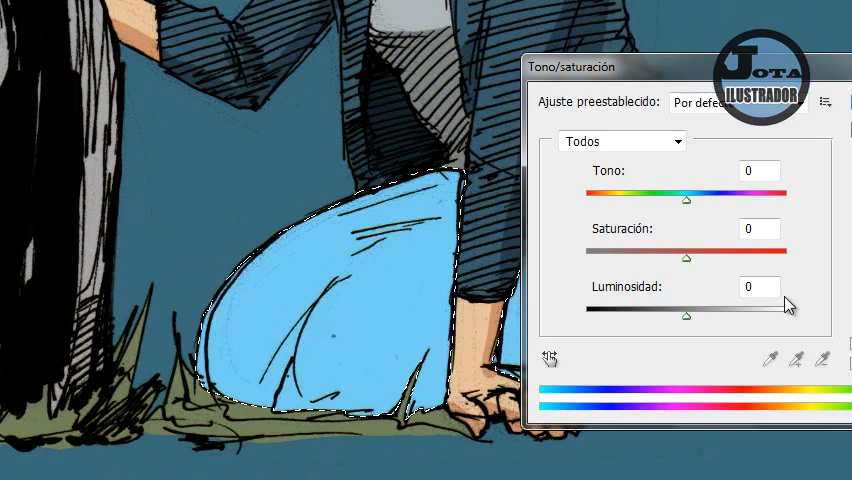 Tono/saturación
JOTA
ILUSTRADOR
Ajuste preestablecido:
Por defec
Todos
Tono:
0
Saturación:
0
Luminosidad:
0